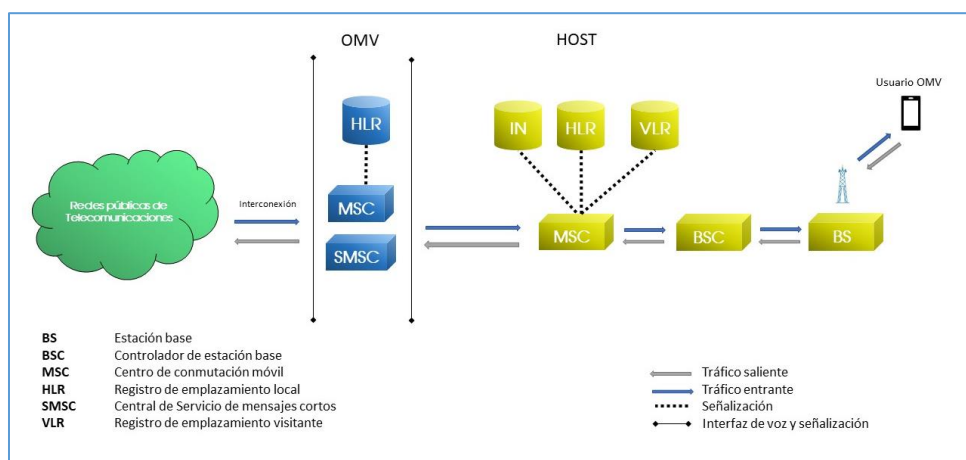 OMV
HOST
Usuario OMV
HLR
IN
HLR
VLR
Redes públicas de
Telecomunicaciones
Interconexión
MSC
SMSC
MSC
BSC
BS
BS Estación base
BSC Controlador de estación base
MSC Centro de conmutación móvil
HLR Registro de emplazamiento local
SMSC Central de Servicio de mensajes cortos
VLR Registro de emplazamiento visitante
Tráfico saliente
Tráfico entrante
Señalización
Interfaz de voz y señalización